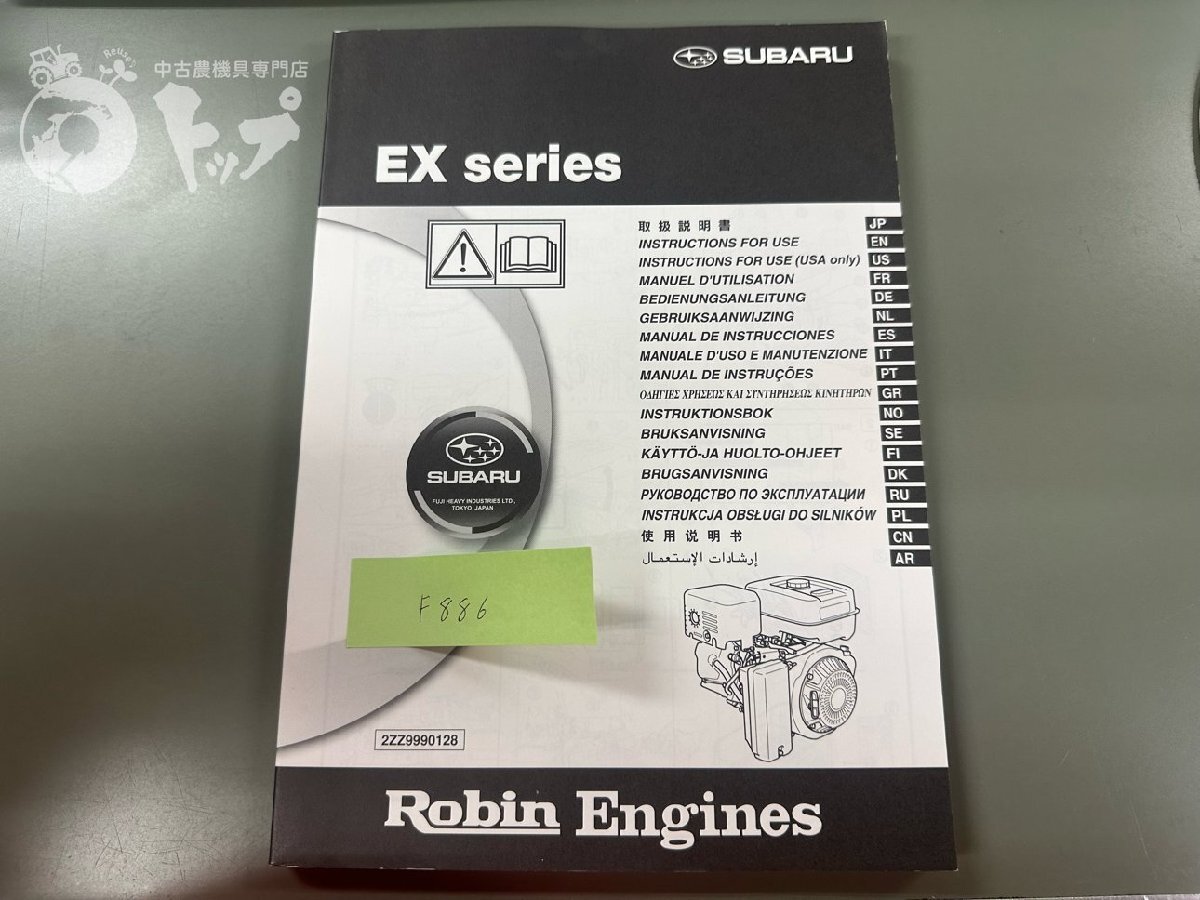 Reuse
中古農機具専門店
トップ
SUBARU
EX series
取扱説明書 JP
INSTRUCTIONS FOR USE EN
INSTRUCTIONS FOR USE (USA only) US
MANUEL D'UTILISATION FR
BEDIENUNGSANLEITUNG DE
GEBRUIKSAANWIJZING NL
MANUAL DE INSTRUCCIONES ES
MANUALE D'USO E MANUTENZIONE IT
MANUAL DE INSTRUÇÕES PT
ΟΔΗΓΙΕΣ ΧΡΗΣΕΩΣ ΚΑΙ ΣΥΝΤΗΡΗΣΕΩΣ ΚΙΝΗΤΗΡΩΝ GR
INSTRUKTIONSBOK NO
BRUKSANVISNING SE
KÄYTTÖ-JA HUOLTO-OHJEET FI
BRUGSANVISNING DK
РУКОВОДСТВО ПО ЭКСПЛУАТАЦИИ RU
INSTRUKCJA OBSŁUGI DO SILNIKÓW PL
使用说明书 CN
إرشادات الإستعمال AR
SUBARU
FUJI HEAVY INDUSTRIES LTD.
TOKYO JAPAN
F886
2ZZ9990128
Robin Engines